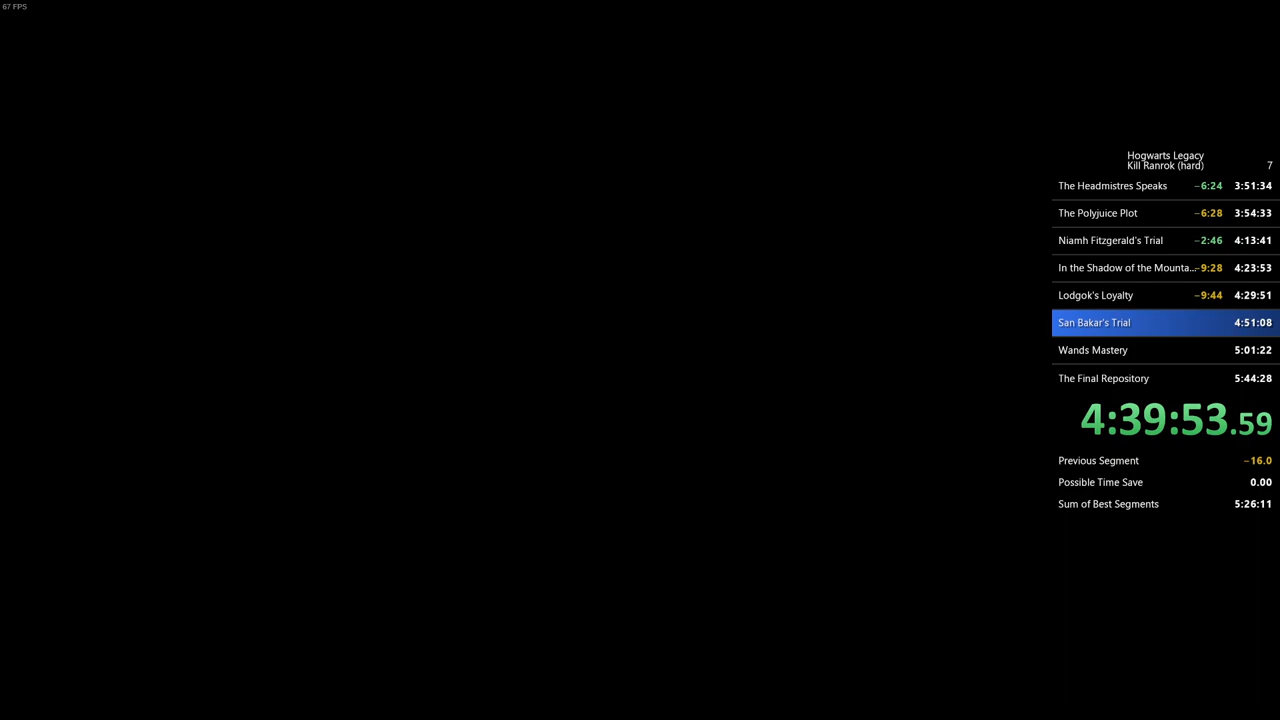 67 FPS
Hogwarts Legacy
Kill Ranrok (hard) 7
The Headmistres Speaks -6:24 3:51:34
The Polyjuice Plot -6:28 3:54:33
Niamh Fitzgerald's Trial -2:46 4:13:41
In the Shadow of the Mounta... -9:28 4:23:53
Lodgok's Loyalty -9:44 4:29:51
San Bakar's Trial 4:51:08
Wands Mastery 5:01:22
The Final Repository 5:44:28
4:39:53.59
Previous Segment -16.0
Possible Time Save 0.00
Sum of Best Segments 5:26:11